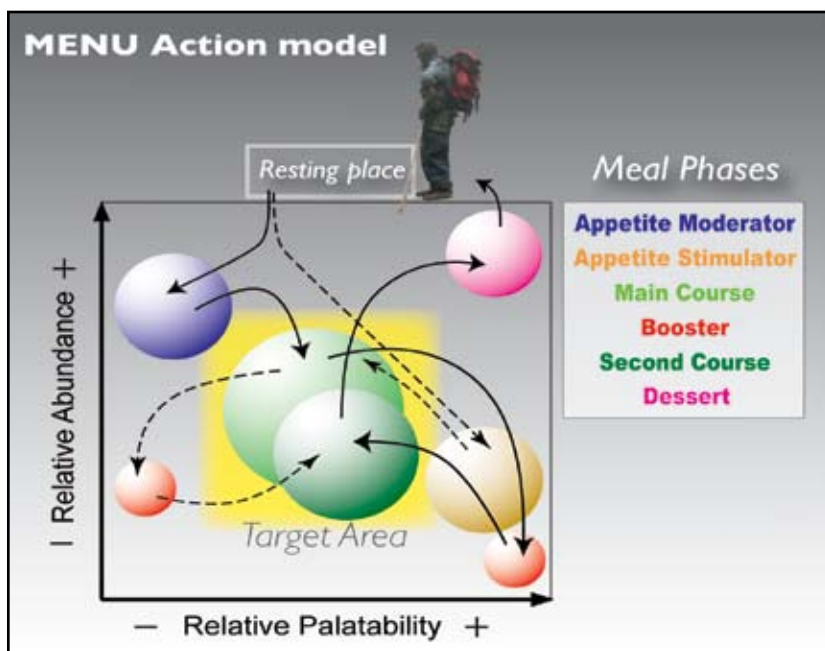 MENU Action model
Resting place
Meal Phases
Appetite Moderator
Appetite Stimulator
Main Course
Booster
Second Course
Dessert
— Relative Abundance +
Target Area
− Relative Palatability +